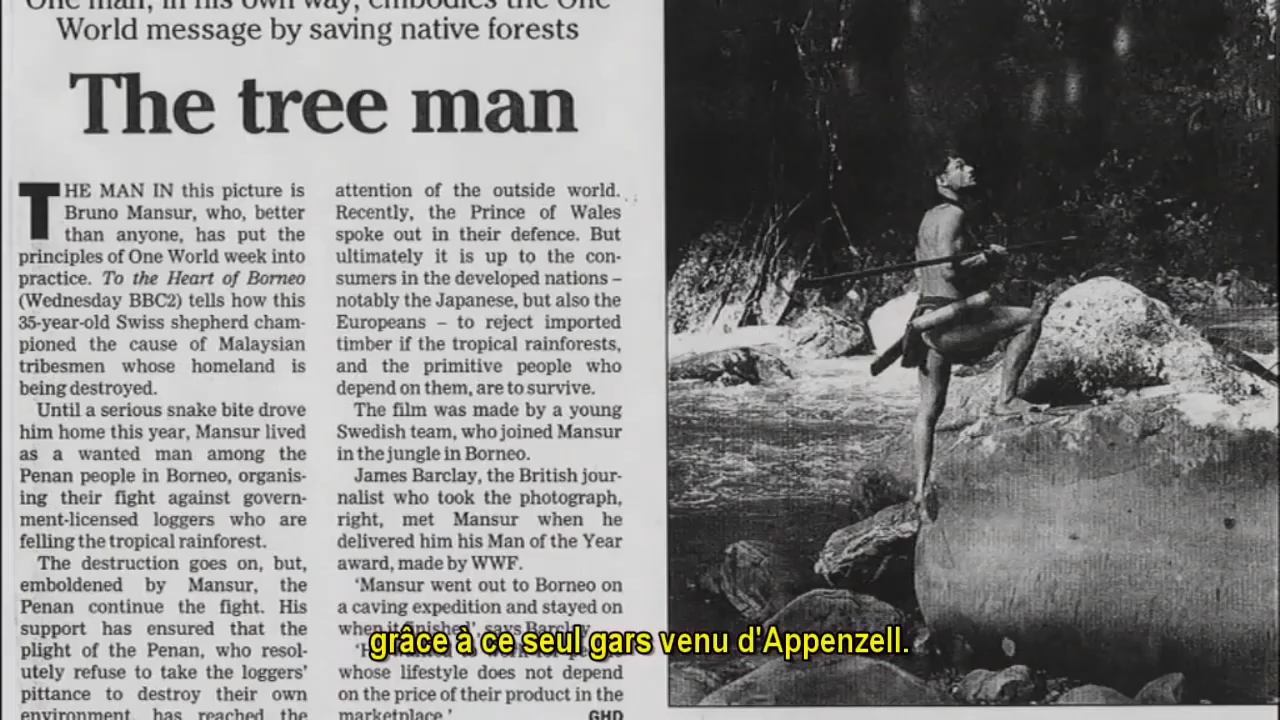 One man, in his own way, embodies the One
World message by saving native forests
The tree man
THE MAN IN this picture is
Bruno Mansur, who, better
than anyone, has put the
principles of One World week into
practice. To the Heart of Borneo
(Wednesday BBC2) tells how this
35-year-old Swiss shepherd cham-
pioned the cause of Malaysian
tribesmen whose homeland is
being destroyed.
Until a serious snake bite drove
him home this year, Mansur lived
as a wanted man among the
Penan people in Borneo, organis-
ing their fight against govern-
ment-licensed loggers who are
felling the tropical rainforest.
The destruction goes on, but,
emboldened by Mansur, the
Penan continue the fight. His
support has ensured that the
plight of the Penan, who resol-
utely refuse to take the loggers'
pittance to destroy their own
environment, has reached the
attention of the outside world.
Recently, the Prince of Wales
spoke out in their defence. But
ultimately it is up to the con-
sumers in the developed nations –
notably the Japanese, but also the
Europeans – to reject imported
timber if the tropical rainforests,
and the primitive people who
depend on them, are to survive.
The film was made by a young
Swedish team, who joined Mansur
in the jungle in Borneo.
James Barclay, the British jour-
nalist who took the photograph,
right, met Mansur when he
delivered him his Man of the Year
award, made by WWF.
'Mansur went out to Borneo on
a caving expedition and stayed on
when it finished', says Barclay.
whose lifestyle does not depend
on the price of their product in the
marketplace.' GHD
grâce à ce seul gars venu d'Appenzell.